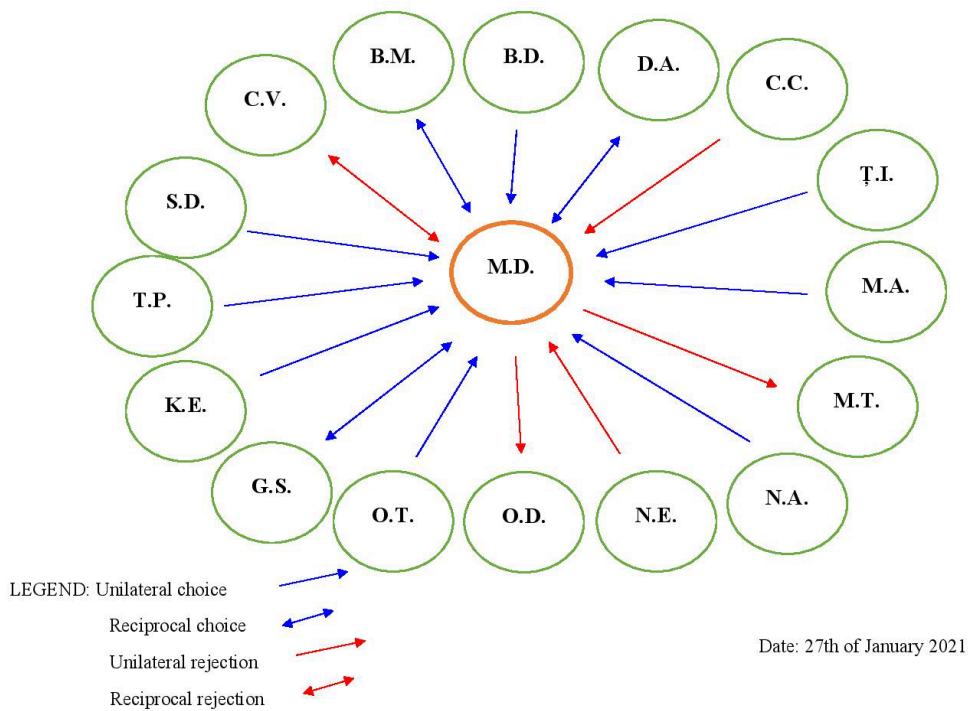 B.M.
B.D.
D.A.
C.C.
C.V.
Ț.I.
S.D.
M.D.
M.A.
T.P.
M.T.
K.E.
G.S.
O.T.
O.D.
N.E.
N.A.
LEGEND: Unilateral choice
Reciprocal choice
Unilateral rejection
Reciprocal rejection
Date: 27th of January 2021